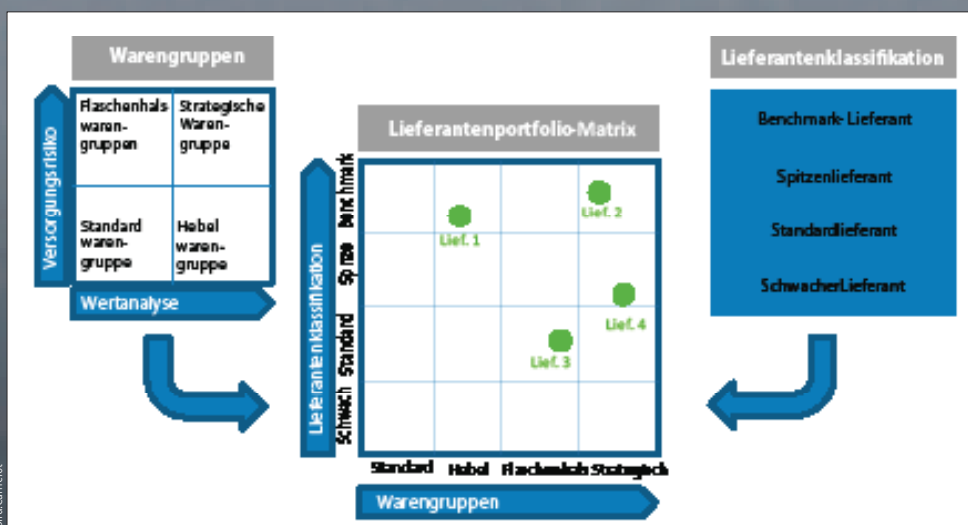 Warengruppen
Versorgungsrisiko
Flaschenhals
waren-
gruppen
Strategische
Waren-
gruppe
Standard
waren-
gruppe
Hebel
waren-
gruppe
Wertanalyse
Lieferantenportfolio-Matrix
Lieferantenklassifikation
Benchmark
Spitze
Standard
Schwach
Lief. 1
Lief. 2
Lief. 4
Lief. 3
Standard
Hebel
Flaschenhals
Strategisch
Warengruppen
Lieferantenklassifikation
Benchmark- Lieferant
Spitzenlieferant
Standardlieferant
SchwacherLieferant